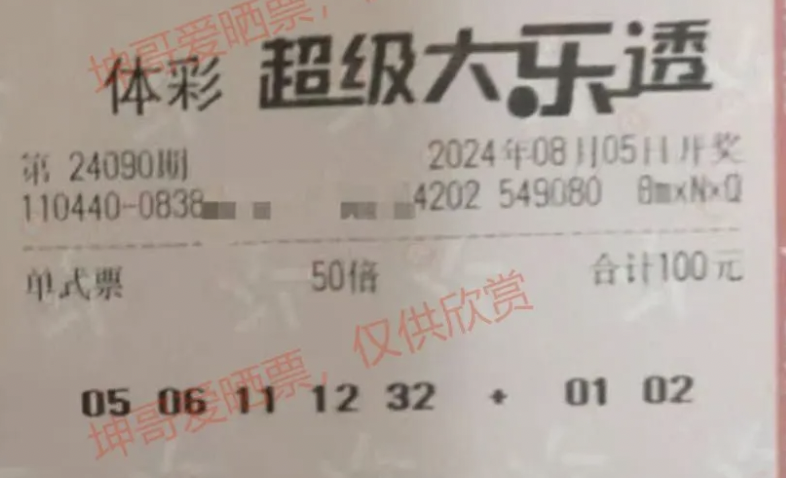 坤哥爱晒票,
体彩 超级大乐透
第 24090期 2024年08月05日开奖
110440-0838 4202 549080 8mxNxQ
单式票 50倍 合计100元
坤哥爱晒票,仅供欣赏
05 06 11 12 32 + 01 02